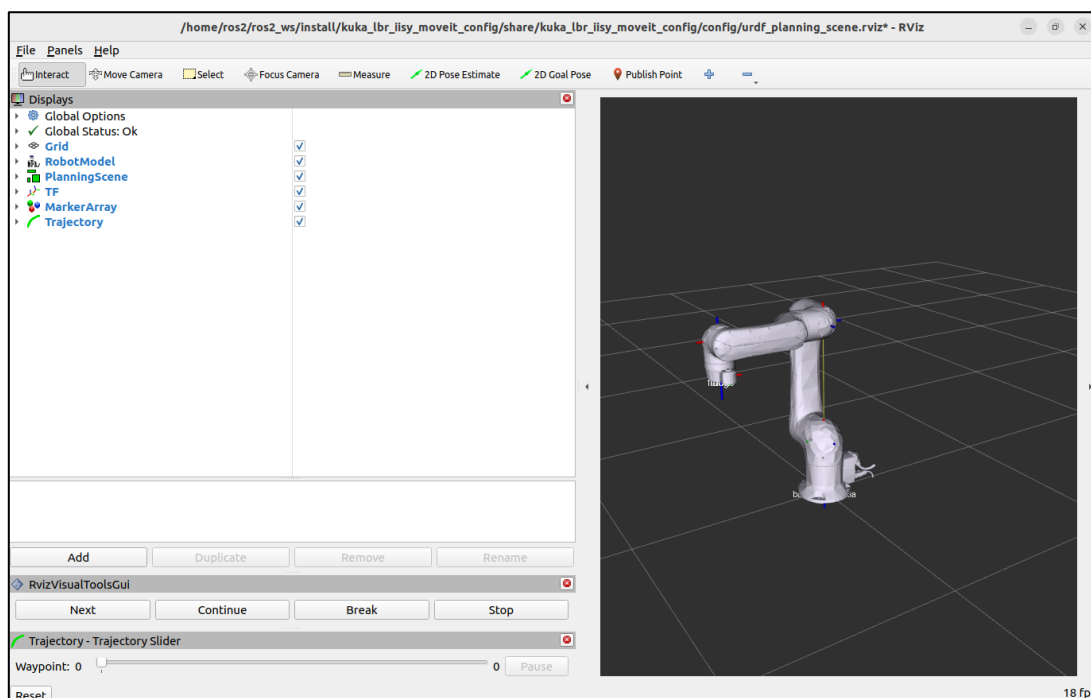 /home/ros2/ros2_ws/install/kuka_lbr_iisy_moveit_config/share/kuka_lbr_iisy_moveit_config/config/urdf_planning_scene.rviz* - RViz
File Panels Help
Interact Move Camera Select Focus Camera Measure 2D Pose Estimate 2D Goal Pose Publish Point
Displays
Global Options
Global Status: Ok
Grid
RobotModel
PlanningScene
TF
MarkerArray
Trajectory
Add Duplicate Remove Rename
RvizVisualToolsGui
Next Continue Break Stop
Trajectory - Trajectory Slider
Waypoint: 0 0 Pause
Reset
18 fp